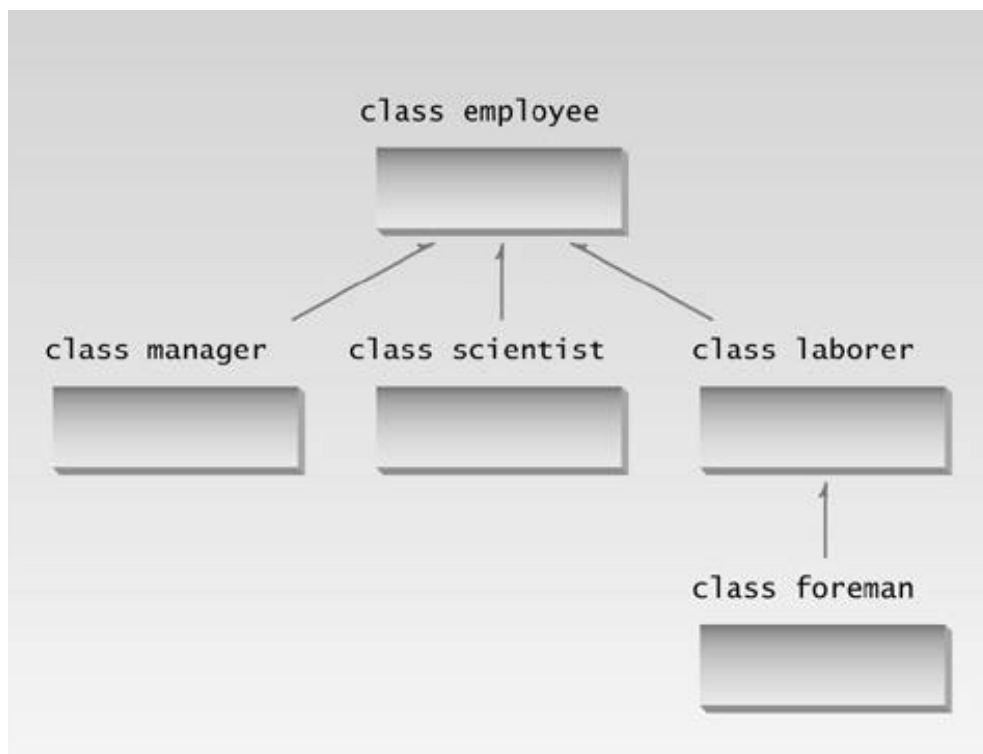 class employee
class manager
class scientist
class laborer
class foreman